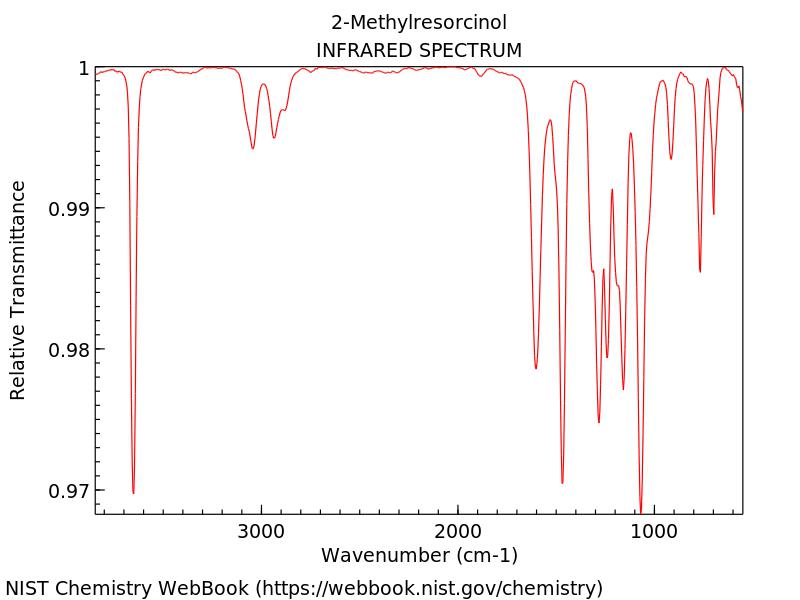 2-Methylresorcinol
INFRARED SPECTRUM
1
0.99
0.98
0.97
Relative Transmittance
3000
2000
1000
Wavenumber (cm-1)
NIST Chemistry WebBook (https://webbook.nist.gov/chemistry)